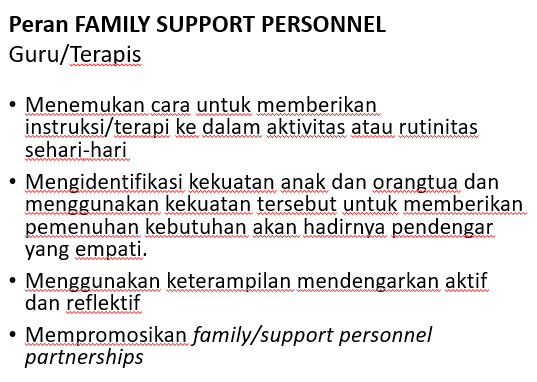 Peran FAMILY SUPPORT PERSONNEL
Guru/Terapis
• Menemukan cara untuk memberikan
instruksi/terapi ke dalam aktivitas atau rutinitas
sehari-hari
• Mengidentifikasi kekuatan anak dan orangtua dan
menggunakan kekuatan tersebut untuk memberikan
pemenuhan kebutuhan akan hadirnya pendengar
yang empati.
• Menggunakan keterampilan mendengarkan aktif
dan reflektif
• Mempromosikan family/support personnel
partnerships